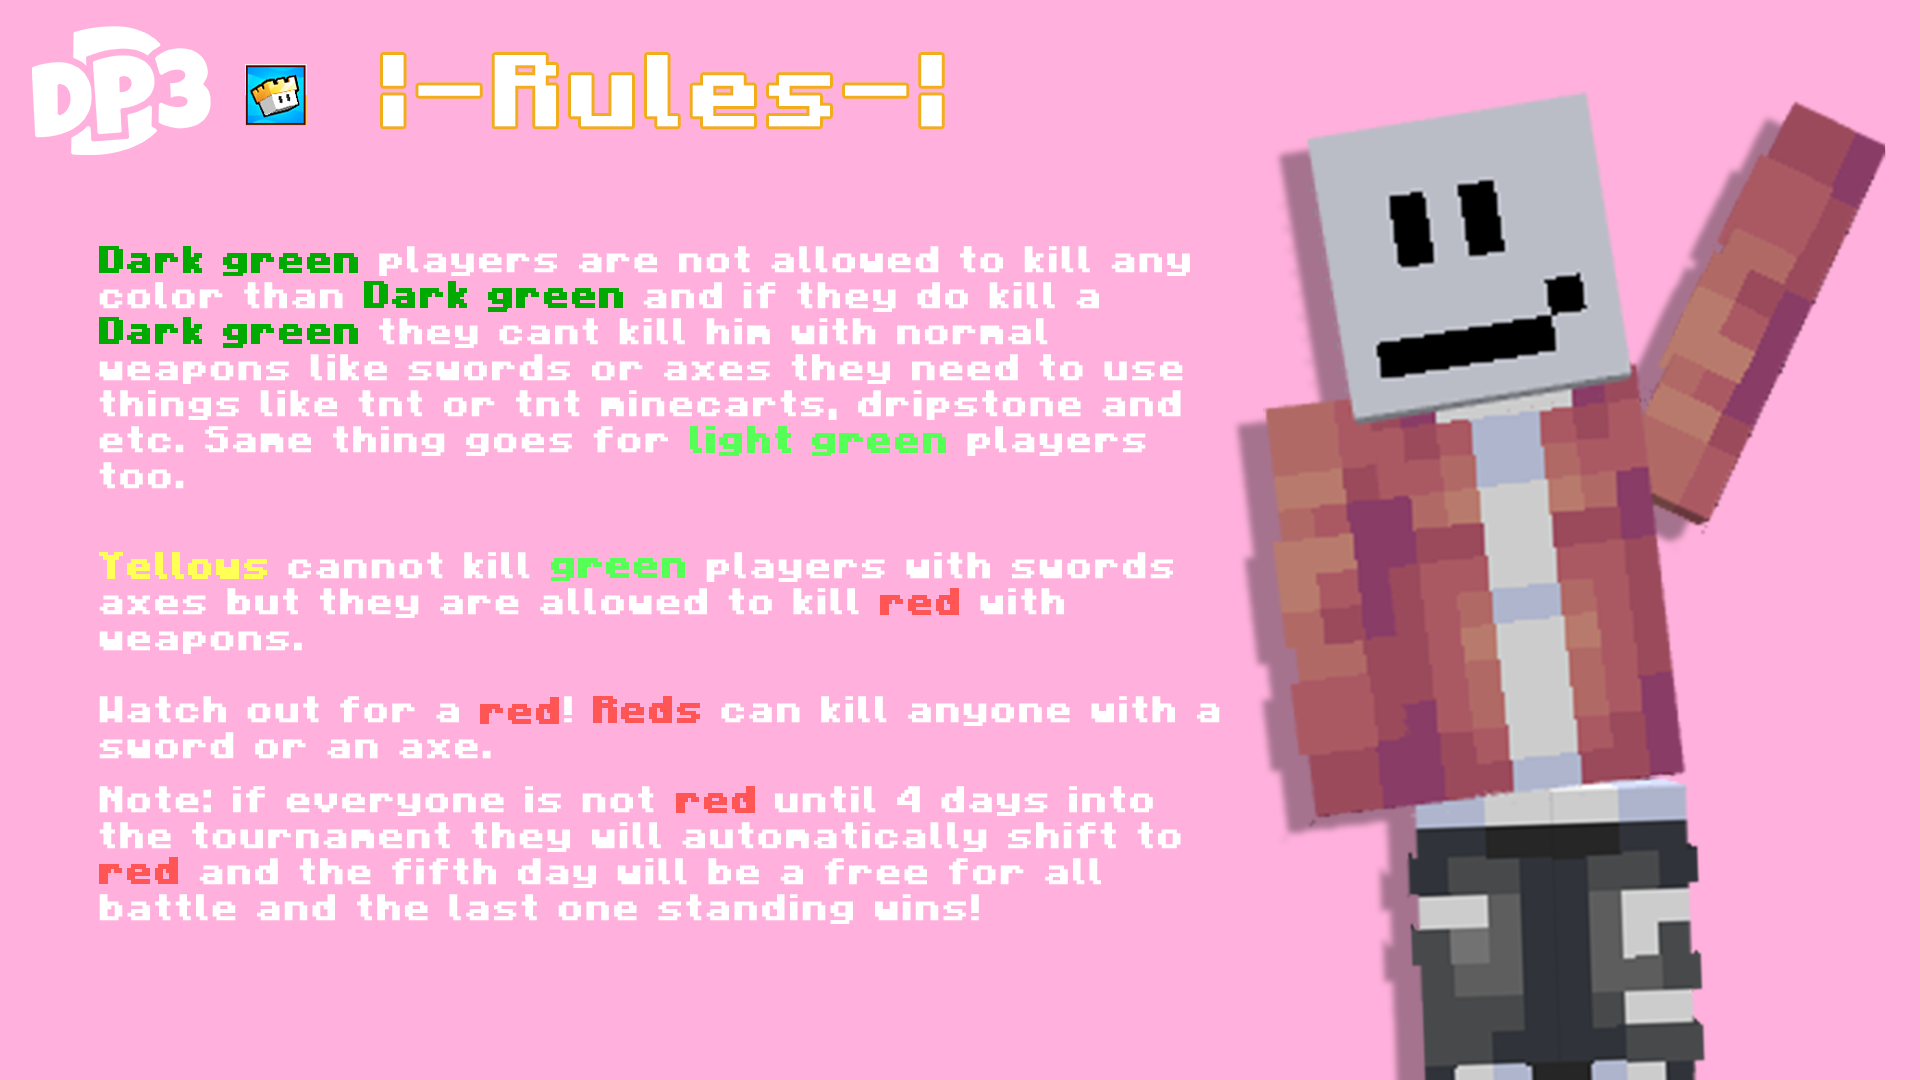 DP3
¦-Rules-¦
Dark green players are not allowed to kill any
color than Dark green and if they do kill a
Dark green they cant kill him with normal
weapons like swords or axes they need to use
things like tnt or tnt minecarts, dripstone and
etc. Same thing goes for light green players
too.
Yellows cannot kill green players with swords
axes but they are allowed to kill red with
weapons.
Watch out for a red! Reds can kill anyone with a
sword or an axe.
Note: if everyone is not red until 4 days into
the tournament they will automatically shift to
red and the fifth day will be a free for all
battle and the last one standing wins!